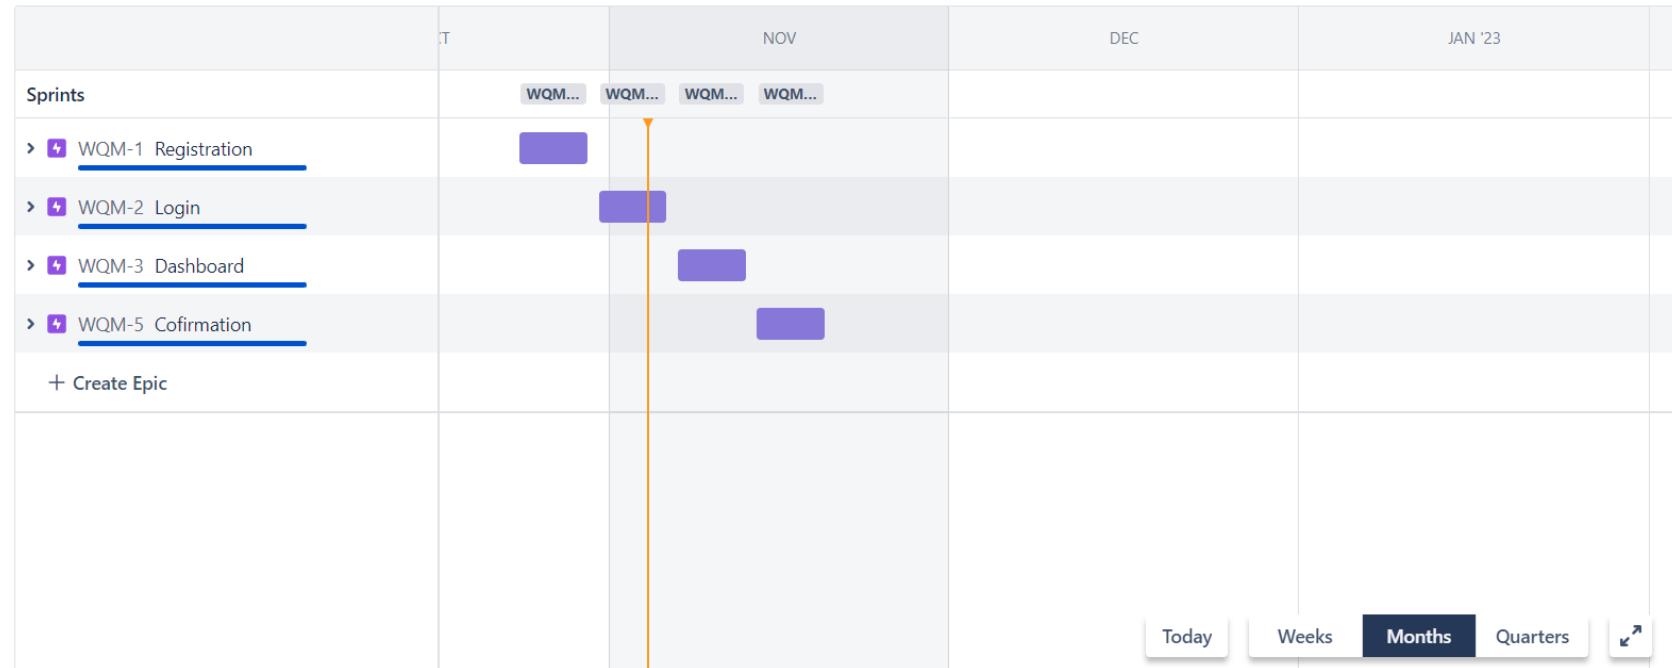 CT NOV DEC JAN '23
Sprints WQM... WQM... WQM... WQM...
WQM-1 Registration
WQM-2 Login
WQM-3 Dashboard
WQM-5 Cofirmation
+ Create Epic
Today Weeks Months Quarters